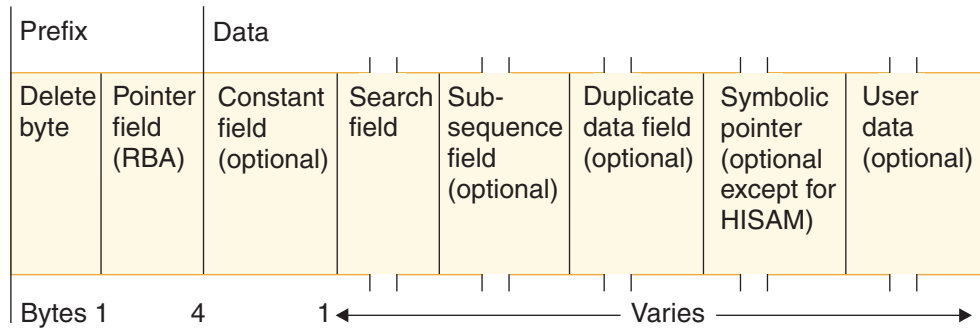 Prefix
Data
Delete
byte
Pointer
field
(RBA)
Constant
field
(optional)
Search
field
Sub-
sequence
field
(optional)
Duplicate
data field
(optional)
Symbolic
pointer
(optional
except for
HISAM)
User
data
(optional)
Bytes 1
4
1
Varies